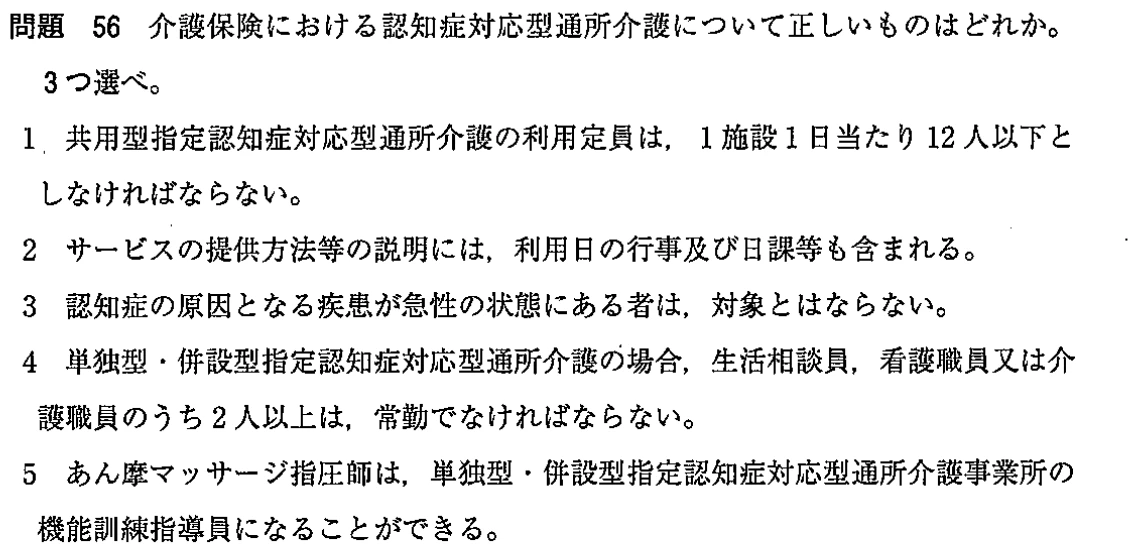 問題 56 介護保険における認知症対応型通所介護について正しいものはどれか。
3つ選べ。
1 共用型指定認知症対応型通所介護の利用定員は，1施設1日当たり12人以下と
しなければならない。
2 サービスの提供方法等の説明には，利用日の行事及び日課等も含まれる。
3 認知症の原因となる疾患が急性の状態にある者は，対象とはならない。
4 単独型・併設型指定認知症対応型通所介護の場合，生活相談員，看護職員又は介
護職員のうち2人以上は，常勤でなければならない。
5 あん摩マッサージ指圧師は，単独型・併設型指定認知症対応型通所介護事業所の
機能訓練指導員になることができる。